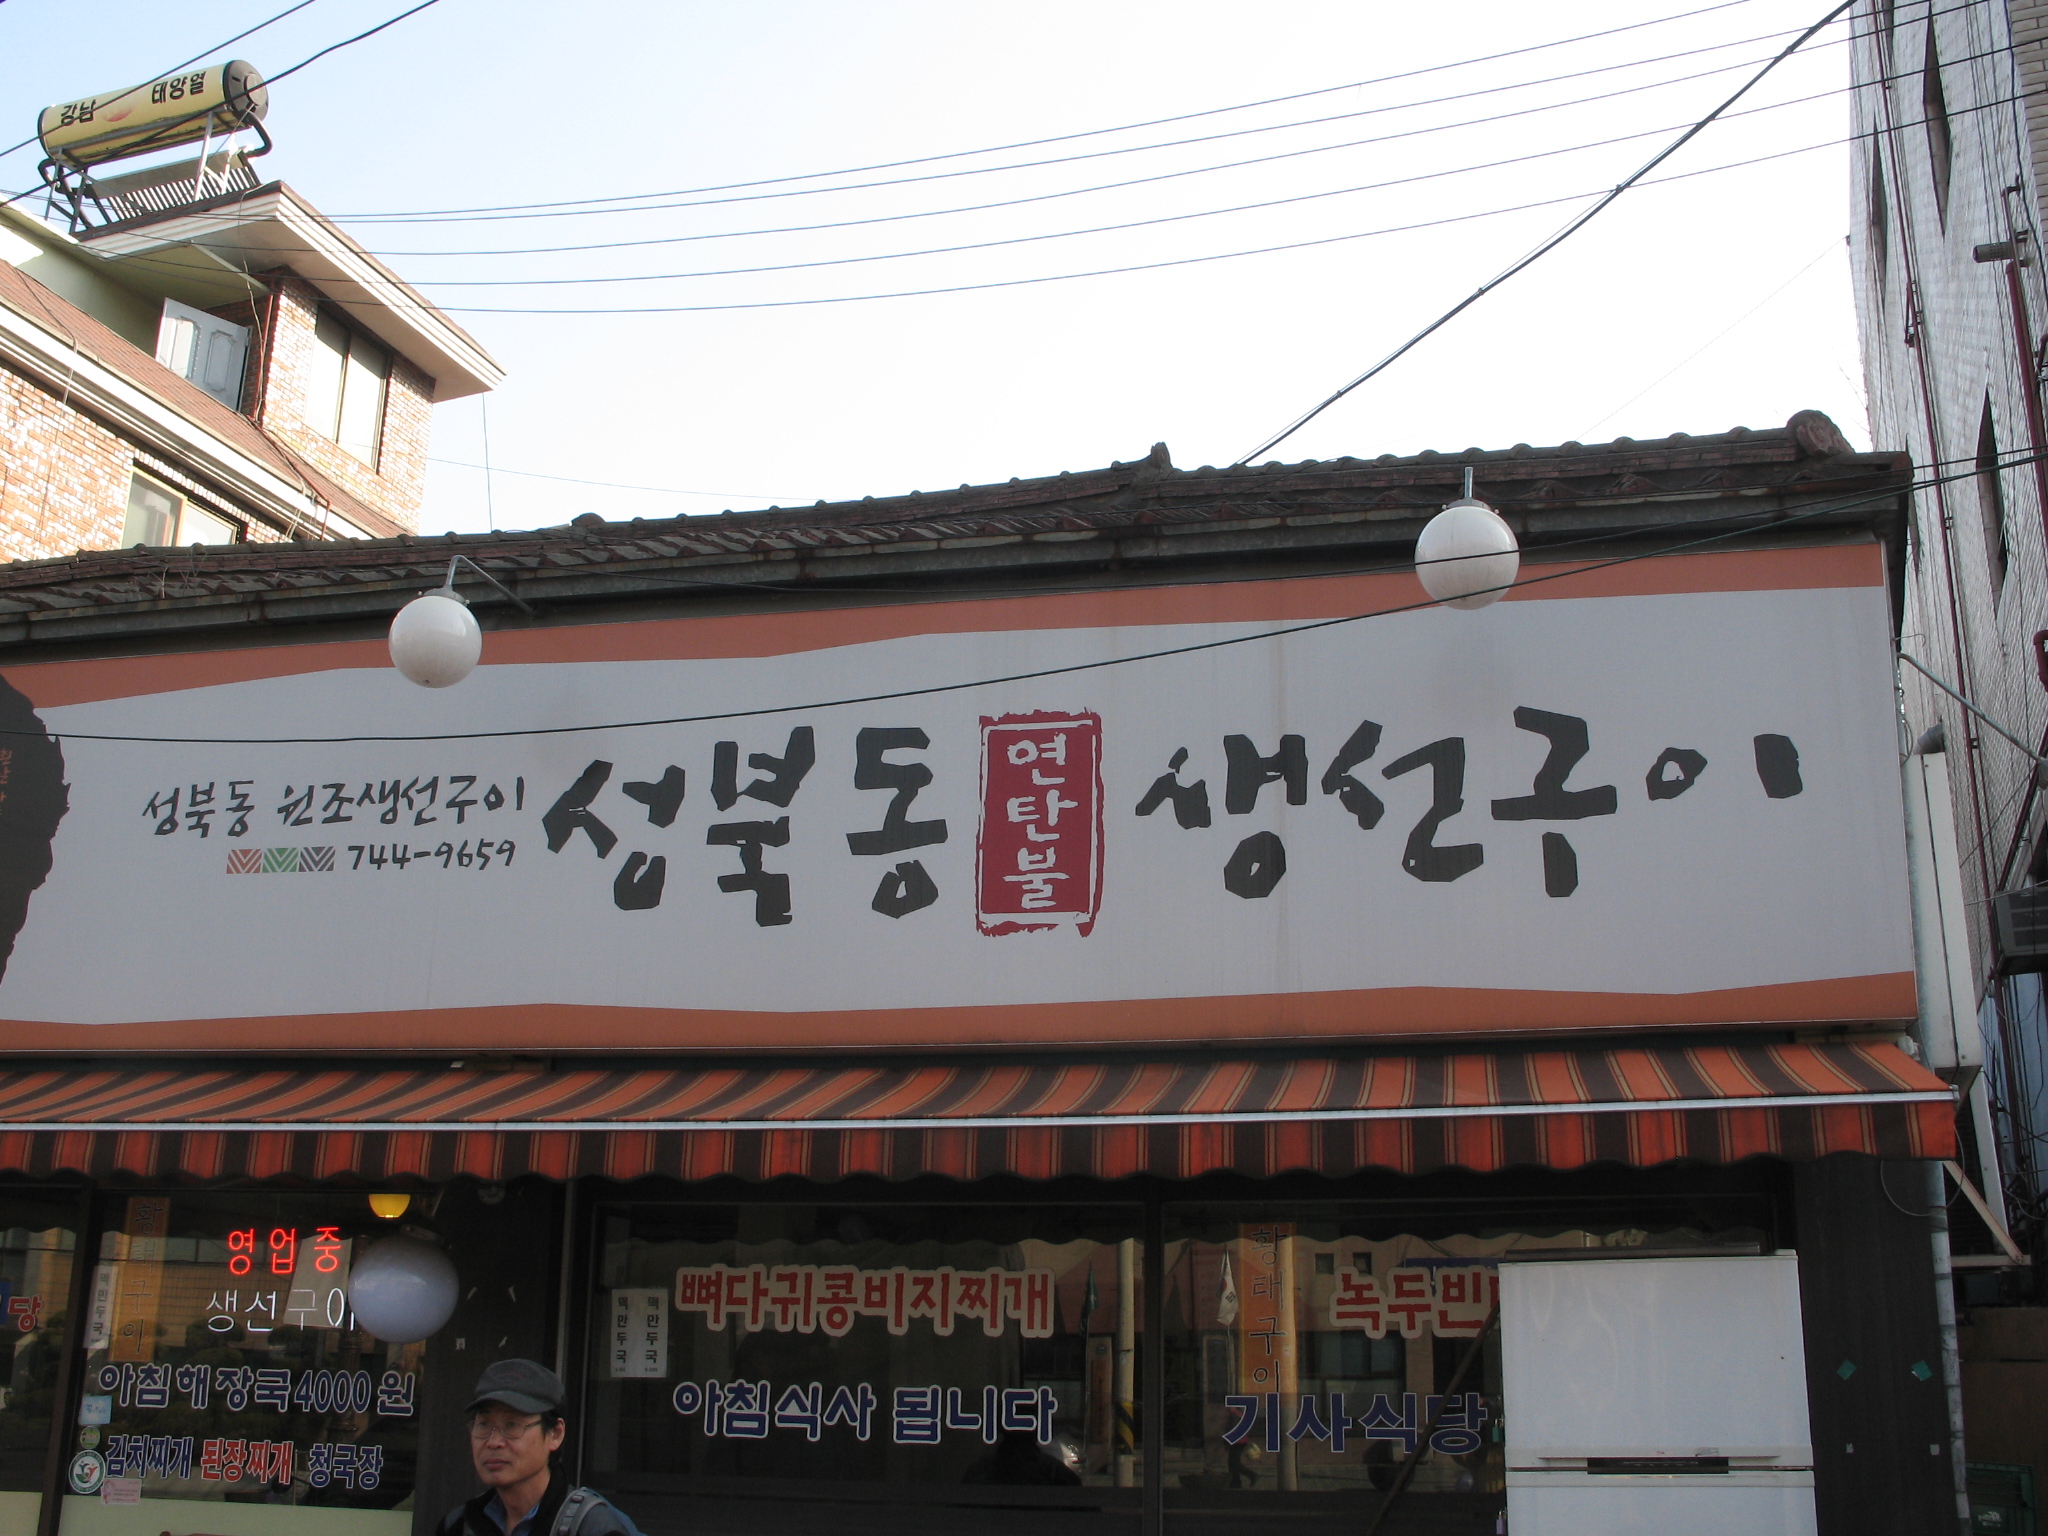 강남 태양열
성북동 원조생선구이
744-9659
성북동 연탄불 생선구이
영업중
생선구이
아침해장국4000원
김치찌개 된장찌개 청국장
떡만두국
떡만두국
뼈다귀콩비지찌개
아침식사 됩니다
황태구이
녹두빈
기사식당
당